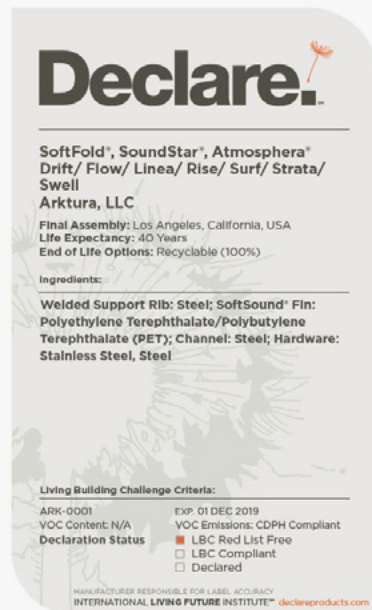 Declare.
SoftFold®, SoundStar®, Atmosphera®
Drift/ Flow/ Linea/ Rise/ Surf/ Strata/
Swell
Arktura, LLC
Final Assembly: Los Angeles, California, USA
Life Expectancy: 40 Years
End of Life Options: Recyclable (100%)
Ingredients:
Welded Support Rib: Steel; SoftSound® Fin:
Polyethylene Terephthalate/Polybutylene
Terephthalate (PET); Channel: Steel; Hardware:
Stainless Steel, Steel
Living Building Challenge Criteria:
ARK-0001 EXP. 01 DEC 2019
VOC Content: N/A VOC Emissions: CDPH Compliant
Declaration Status LBC Red List Free
LBC Compliant
Declared
MANUFACTURER RESPONSIBLE FOR LABEL ACCURACY
INTERNATIONAL LIVING FUTURE INSTITUTE™ declareproducts.com